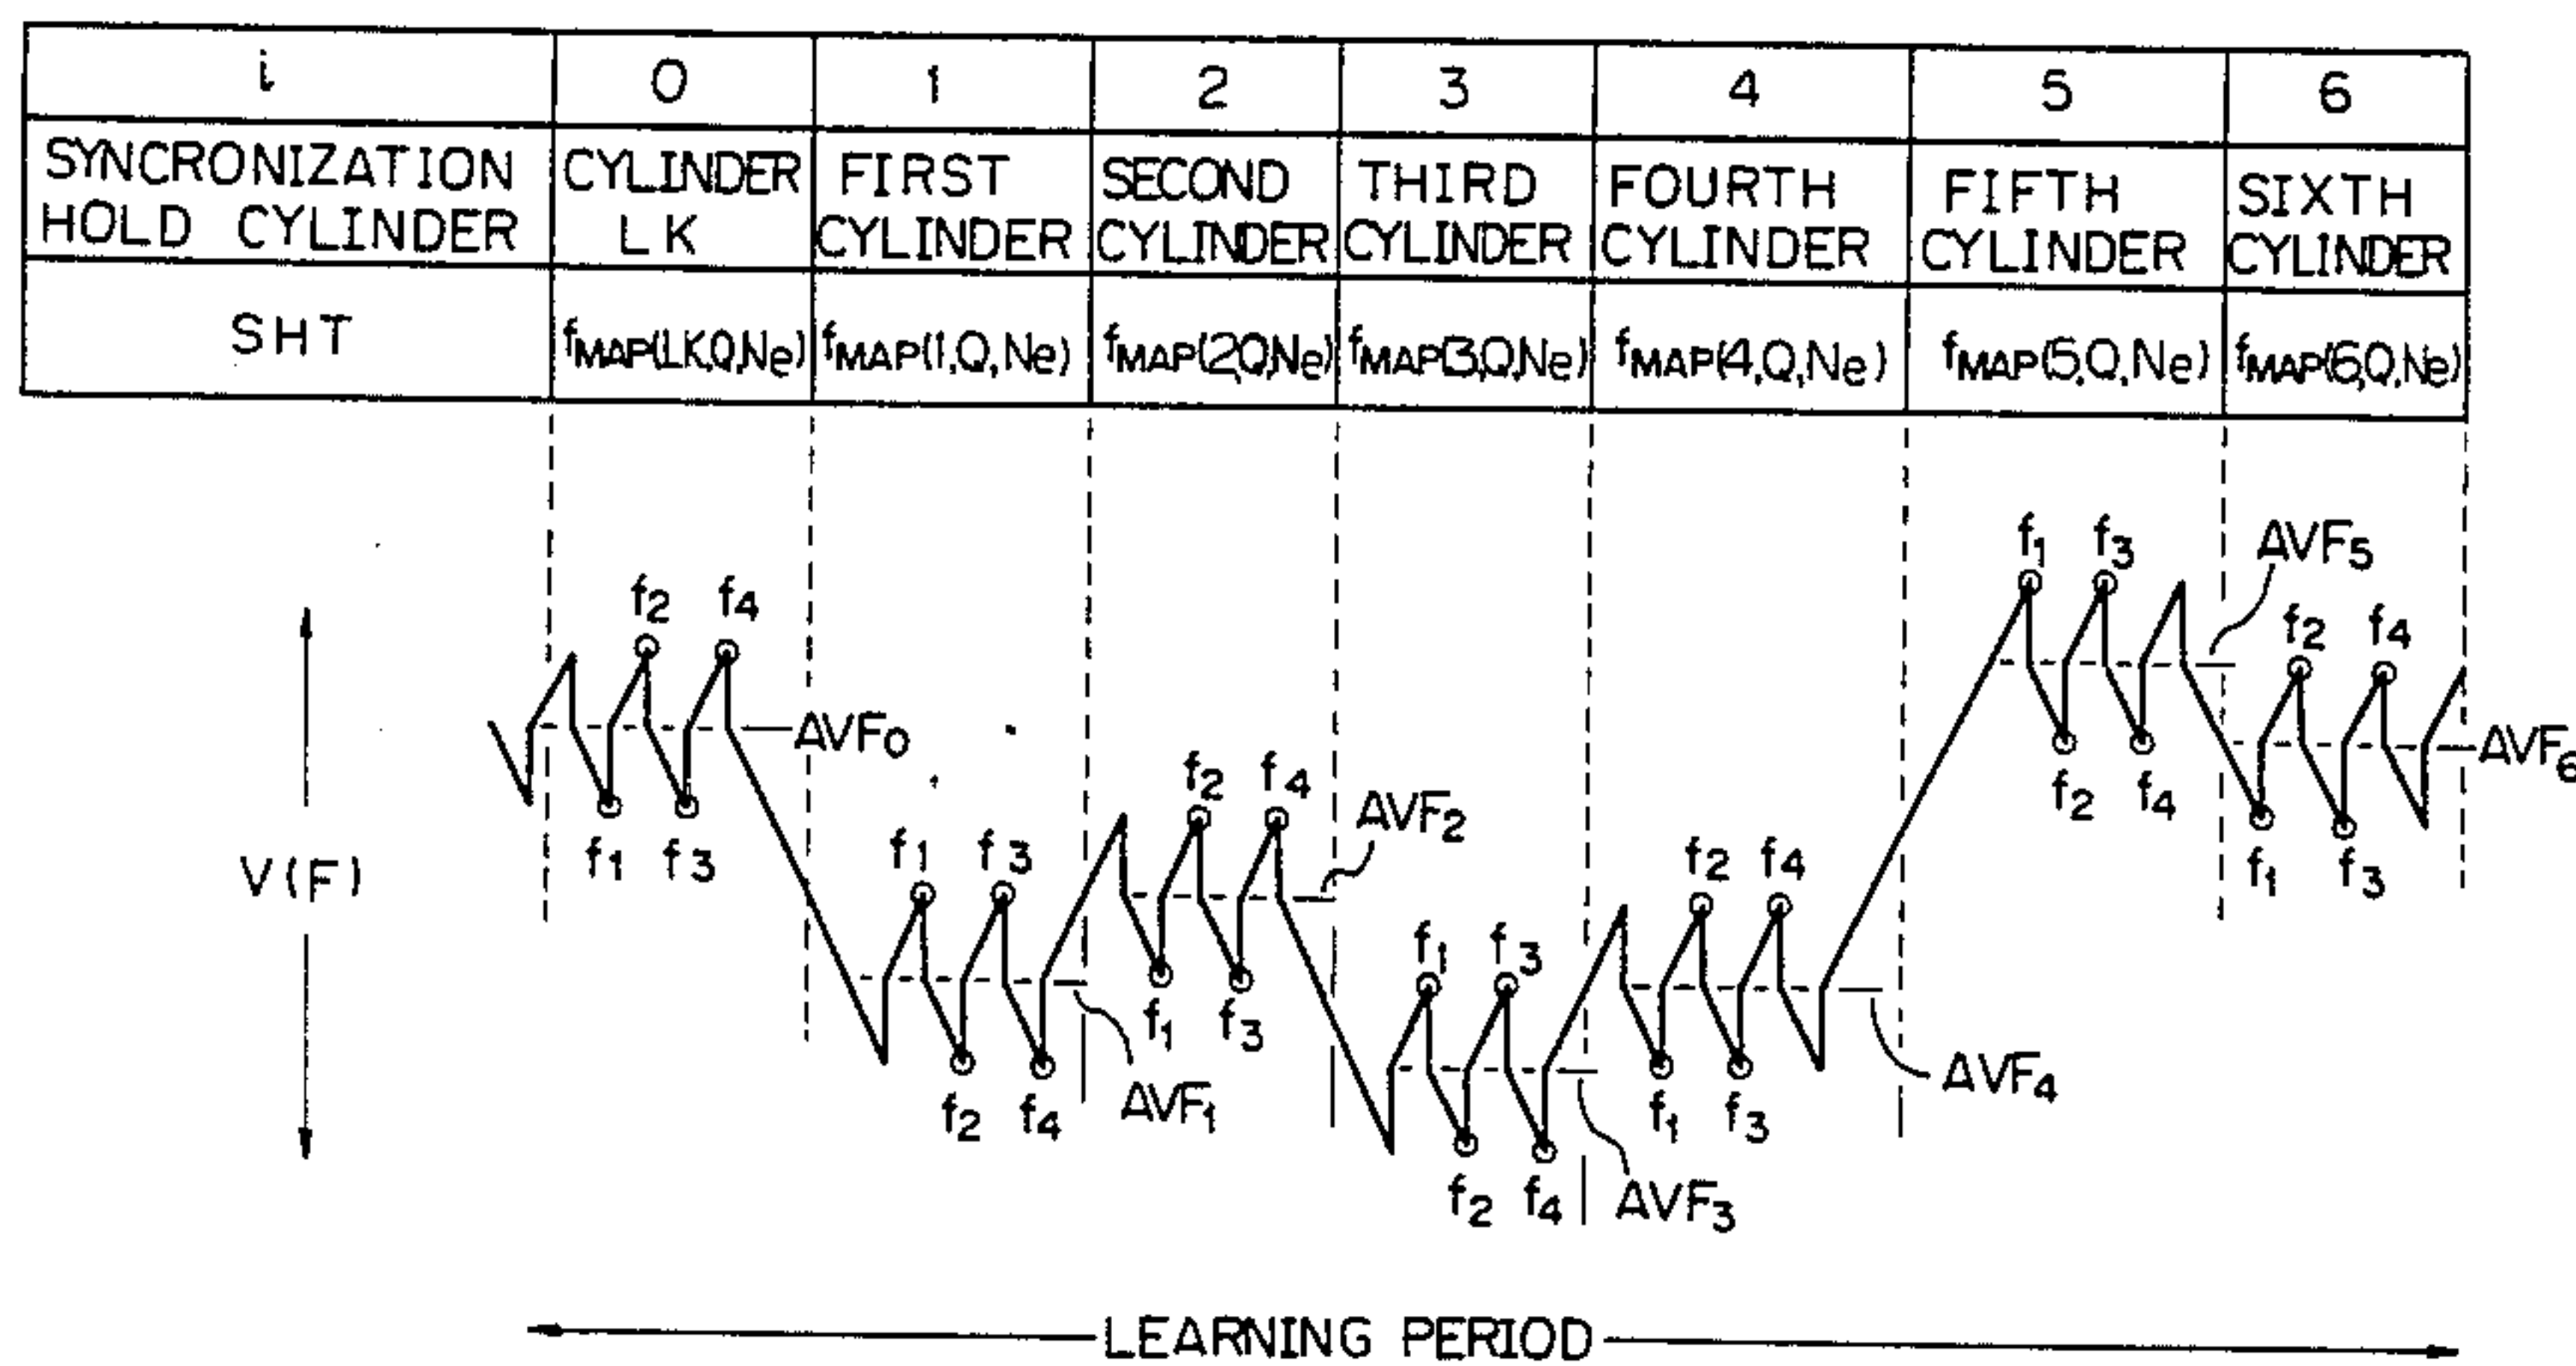 i 0 1 2 3 4 5 6
SYNCRONIZATION HOLD CYLINDER CYLINDER LK FIRST CYLINDER SECOND CYLINDER THIRD CYLINDER FOURTH CYLINDER FIFTH CYLINDER SIXTH CYLINDER
SHT fMAP(LK,Q,Ne) fMAP(1,Q,Ne) fMAP(2,Q,Ne) fMAP(3,Q,Ne) fMAP(4,Q,Ne) fMAP(5,Q,Ne) fMAP(6,Q,Ne)
f1 f3 AVF5
f2 f4 f2 f4
AVF0 AVF6
f2 f4 AVF2 f2 f4
f1 f3 f1 f3 f2 f4 f1 f3
V(F)
f1 f3 f1 f3
f2 f4 AVF1 f1 f3 AVF4
f2 f4 AVF3
LEARNING PERIOD